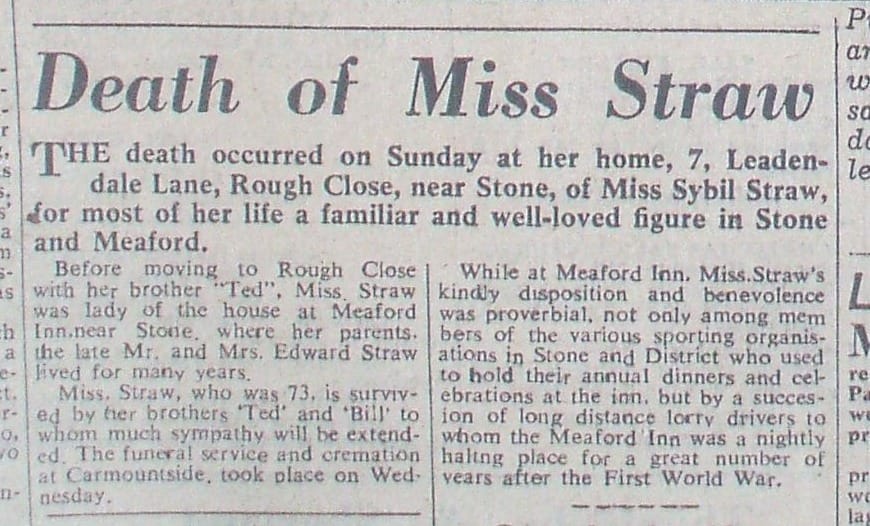 Death of Miss Straw
THE death occurred on Sunday at her home, 7, Leaden-
dale Lane, Rough Close, near Stone, of Miss Sybil Straw,
for most of her life a familiar and well-loved figure in Stone
and Meaford.
Before moving to Rough Close
with her brother "Ted", Miss. Straw
was lady of the house at Meaford
Inn.near Stone. where her parents.
the late Mr. and Mrs. Edward Straw
lived for many years.
Miss. Straw, who was 73. is surviv-
ed by her brothers 'Ted' and 'Bill' to
whom much sympathy will be extend-
ed. The funeral service and cremation
at Carmountside. took place on Wed-
nesday.
While at Meaford Inn. Miss.Straw's
kindly disposition and benevolence
was proverbial. not only among mem
bers of the various sporting organis-
ations in Stone and District who used
to hold their annual dinners and cel-
ebrations at the inn. but by a succes-
ion of long distance lorry drivers to
whom the Meaford Inn was a nightly
haltng place for a great number of
years after the First World War.